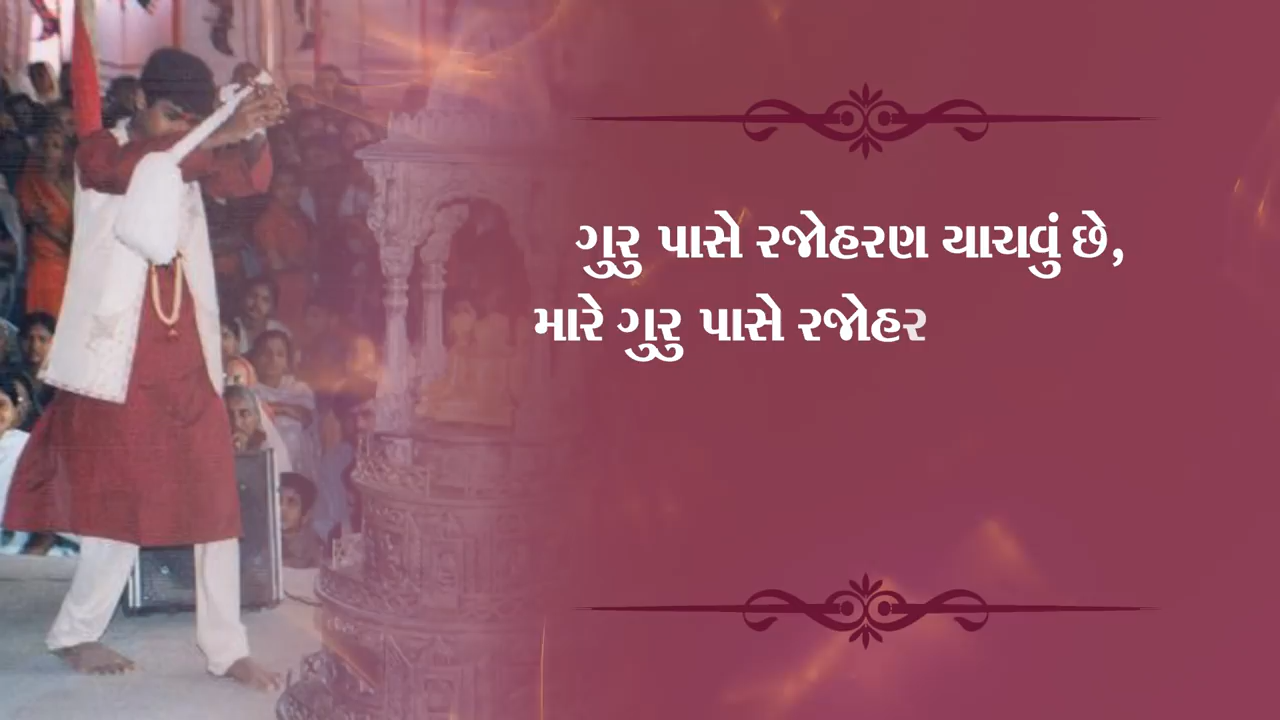 ગુરુ પાસે રજોહરણ યાચવું છે,
મારે ગુરુ પાસે રજોહર